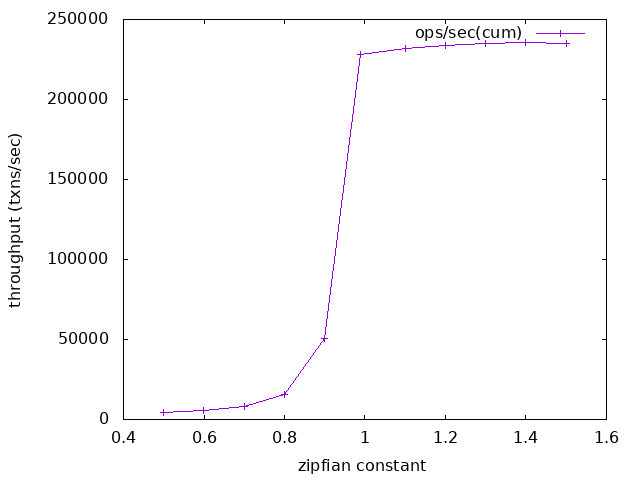 250000
200000
150000
100000
50000
0
0.4 0.6 0.8 1 1.2 1.4 1.6
throughput (txns/sec)
zipfian constant
ops/sec(cum)